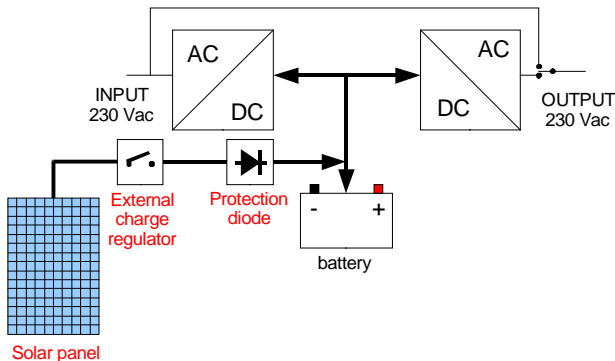 AC
DC
AC
DC
INPUT
230 Vac
OUTPUT
230 Vac
External
charge
regulator
Protection
diode
- +
battery
Solar panel